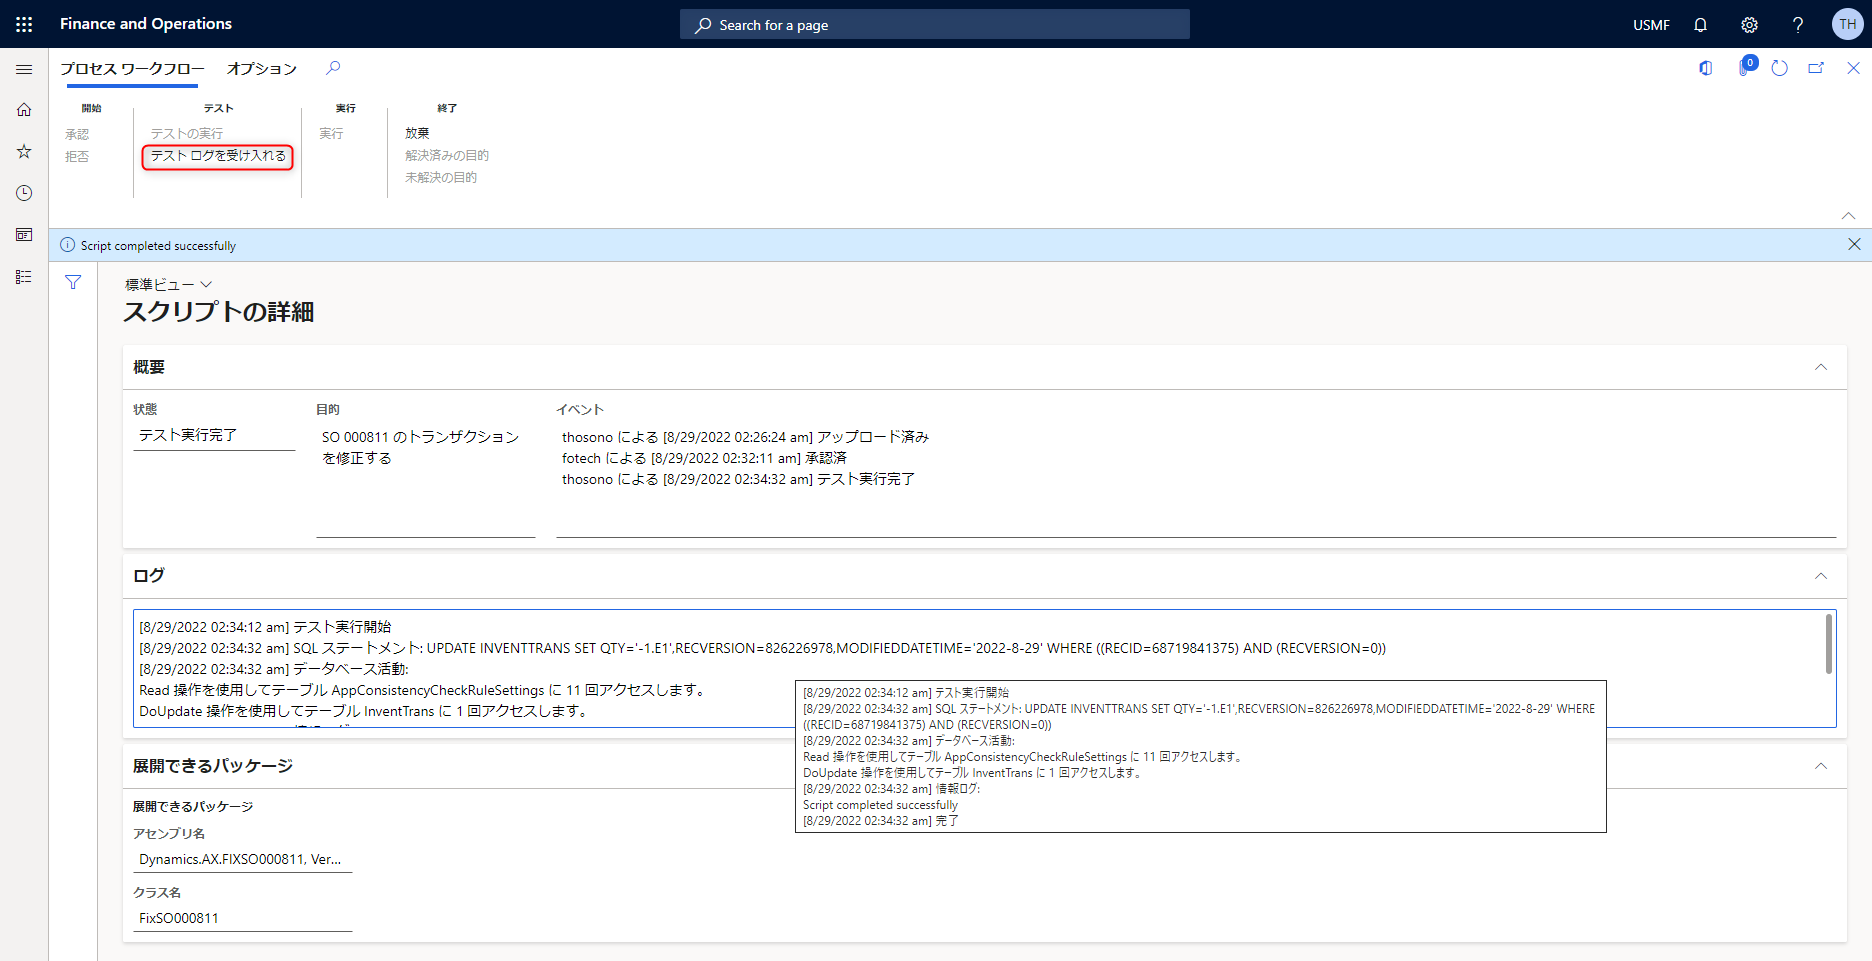 Finance and Operations
Search for a page
USMF
TH
プロセス ワークフロー
オプション
0
開始
テスト
実行
終了
承認
テストの実行
実行
放棄
拒否
テスト ログを受け入れる
解決済みの目的
未解決の目的
Script completed successfully
標準ビュー
スクリプトの詳細
概要
状態
目的
イベント
テスト実行完了
SO 000811 のトランザクション
を修正する
thosono による [8/29/2022 02:26:24 am] アップロード済み
fotech による [8/29/2022 02:32:11 am] 承認済
thosono による [8/29/2022 02:34:32 am] テスト実行完了
ログ
[8/29/2022 02:34:12 am] テスト実行開始
[8/29/2022 02:34:32 am] SQL ステートメント: UPDATE INVENTTRANS SET QTY='-1.E1',RECVERSION=826226978,MODIFIEDDATETIME='2022-8-29' WHERE ((RECID=68719841375) AND (RECVERSION=0))
[8/29/2022 02:34:32 am] データベース活動:
Read 操作を使用してテーブル AppConsistencyCheckRuleSettings に 11 回アクセスします。
DoUpdate 操作を使用してテーブル InventTrans に 1 回アクセスします。
[8/29/2022 02:34:12 am] テスト実行開始
[8/29/2022 02:34:32 am] SQL ステートメント: UPDATE INVENTTRANS SET QTY='-1.E1',RECVERSION=826226978,MODIFIEDDATETIME='2022-8-29' WHERE
((RECID=68719841375) AND (RECVERSION=0))
[8/29/2022 02:34:32 am] データベース活動:
Read 操作を使用してテーブル AppConsistencyCheckRuleSettings に 11 回アクセスします。
DoUpdate 操作を使用してテーブル InventTrans に 1 回アクセスします。
[8/29/2022 02:34:32 am] 情報ログ:
Script completed successfully
[8/29/2022 02:34:32 am] 完了
展開できるパッケージ
展開できるパッケージ
アセンブリ名
Dynamics.AX.FIXSO000811, Ver...
クラス名
FixSO000811